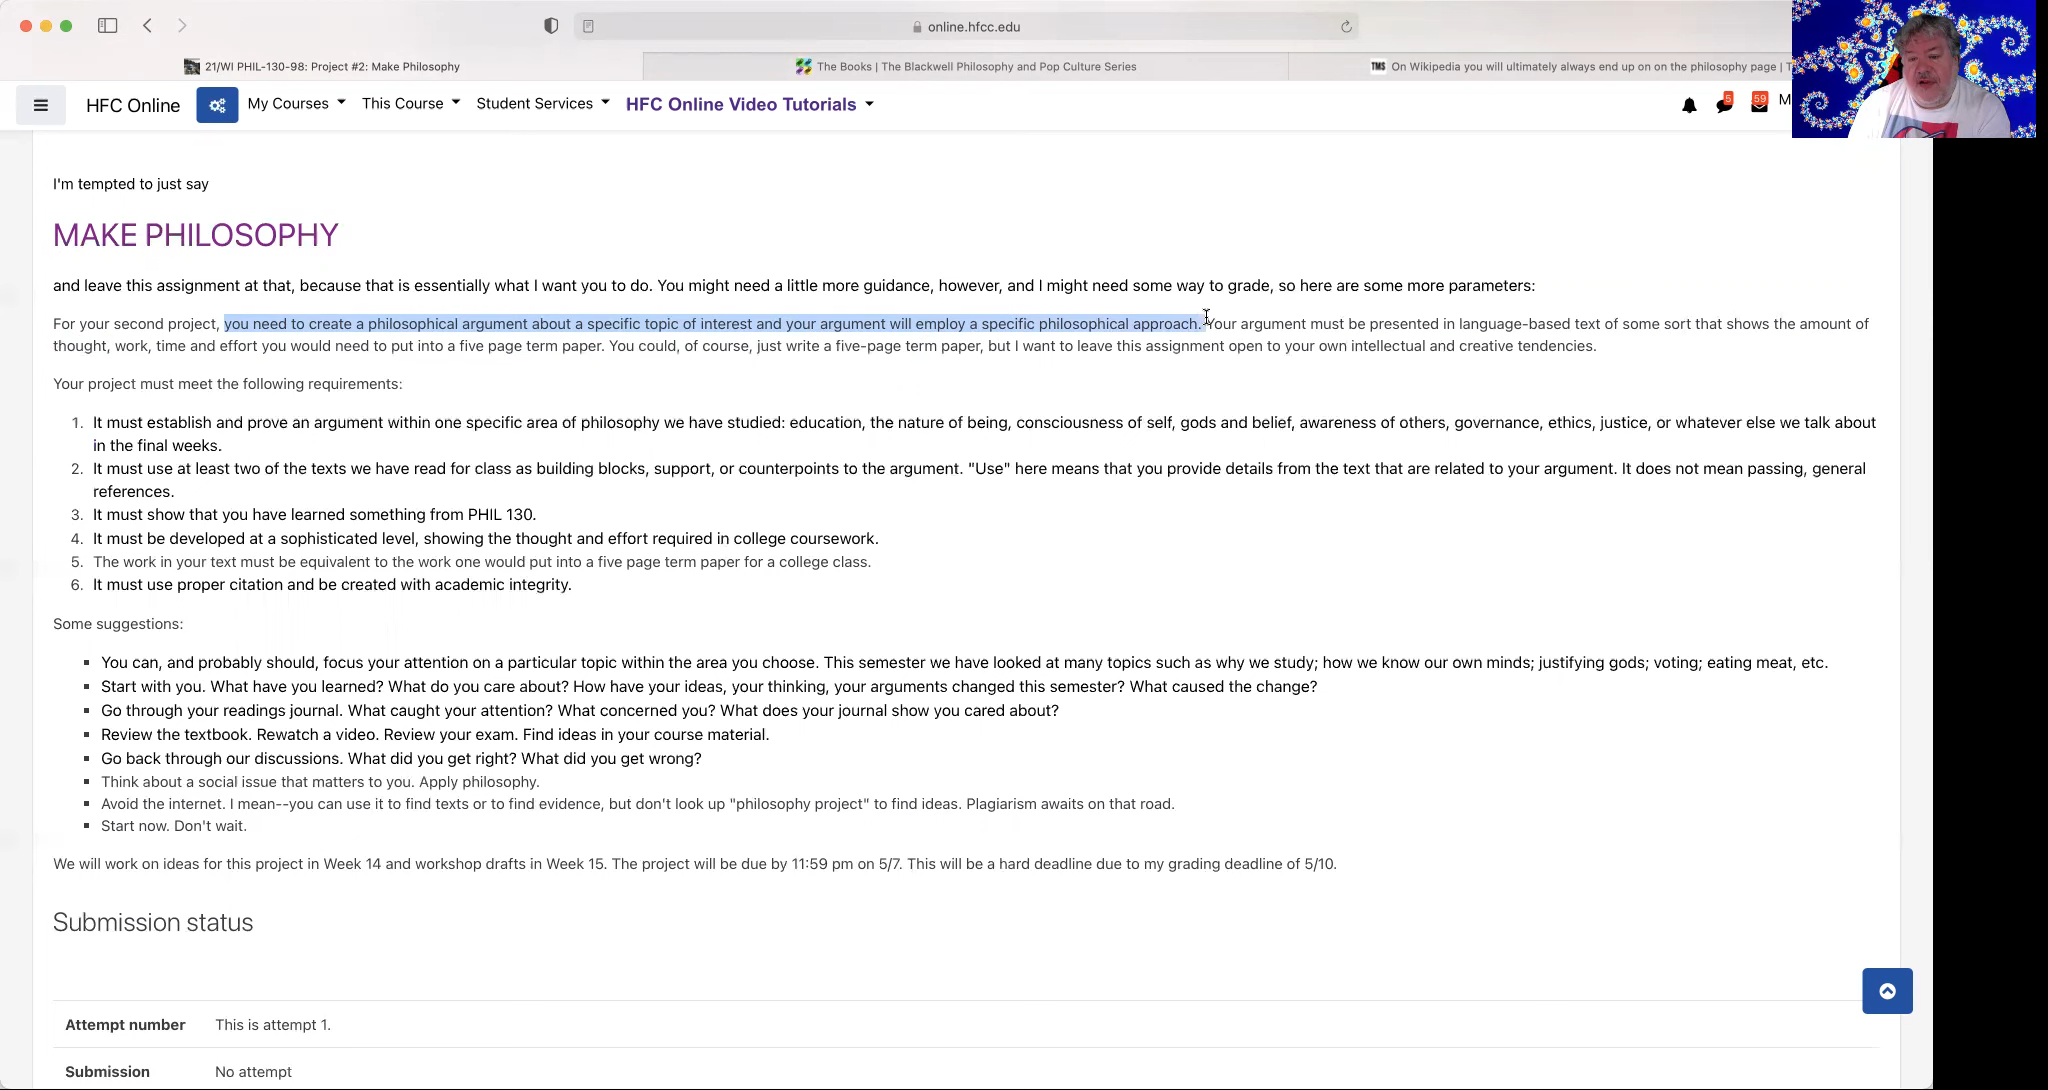 online.hfcc.edu
21/WI PHIL-130-98: Project #2: Make Philosophy
The Books | The Blackwell Philosophy and Pop Culture Series
TMS On Wikipedia you will ultimately always end up on on the philosophy page | T
HFC Online
My Courses
This Course
Student Services
HFC Online Video Tutorials
5
59
M
I'm tempted to just say
MAKE PHILOSOPHY
and leave this assignment at that, because that is essentially what I want you to do. You might need a little more guidance, however, and I might need some way to grade, so here are some more parameters:
For your second project, you need to create a philosophical argument about a specific topic of interest and your argument will employ a specific philosophical approach. Your argument must be presented in language-based text of some sort that shows the amount of
thought, work, time and effort you would need to put into a five page term paper. You could, of course, just write a five-page term paper, but I want to leave this assignment open to your own intellectual and creative tendencies.
Your project must meet the following requirements:
1. It must establish and prove an argument within one specific area of philosophy we have studied: education, the nature of being, consciousness of self, gods and belief, awareness of others, governance, ethics, justice, or whatever else we talk about
in the final weeks.
2. It must use at least two of the texts we have read for class as building blocks, support, or counterpoints to the argument. "Use" here means that you provide details from the text that are related to your argument. It does not mean passing, general
references.
3. It must show that you have learned something from PHIL 130.
4. It must be developed at a sophisticated level, showing the thought and effort required in college coursework.
5. The work in your text must be equivalent to the work one would put into a five page term paper for a college class.
6. It must use proper citation and be created with academic integrity.
Some suggestions:
▪ You can, and probably should, focus your attention on a particular topic within the area you choose. This semester we have looked at many topics such as why we study; how we know our own minds; justifying gods; voting; eating meat, etc.
▪ Start with you. What have you learned? What do you care about? How have your ideas, your thinking, your arguments changed this semester? What caused the change?
▪ Go through your readings journal. What caught your attention? What concerned you? What does your journal show you cared about?
▪ Review the textbook. Rewatch a video. Review your exam. Find ideas in your course material.
▪ Go back through our discussions. What did you get right? What did you get wrong?
▪ Think about a social issue that matters to you. Apply philosophy.
▪ Avoid the internet. I mean--you can use it to find texts or to find evidence, but don't look up "philosophy project" to find ideas. Plagiarism awaits on that road.
▪ Start now. Don't wait.
We will work on ideas for this project in Week 14 and workshop drafts in Week 15. The project will be due by 11:59 pm on 5/7. This will be a hard deadline due to my grading deadline of 5/10.
Submission status
Attempt number This is attempt 1.
Submission No attempt